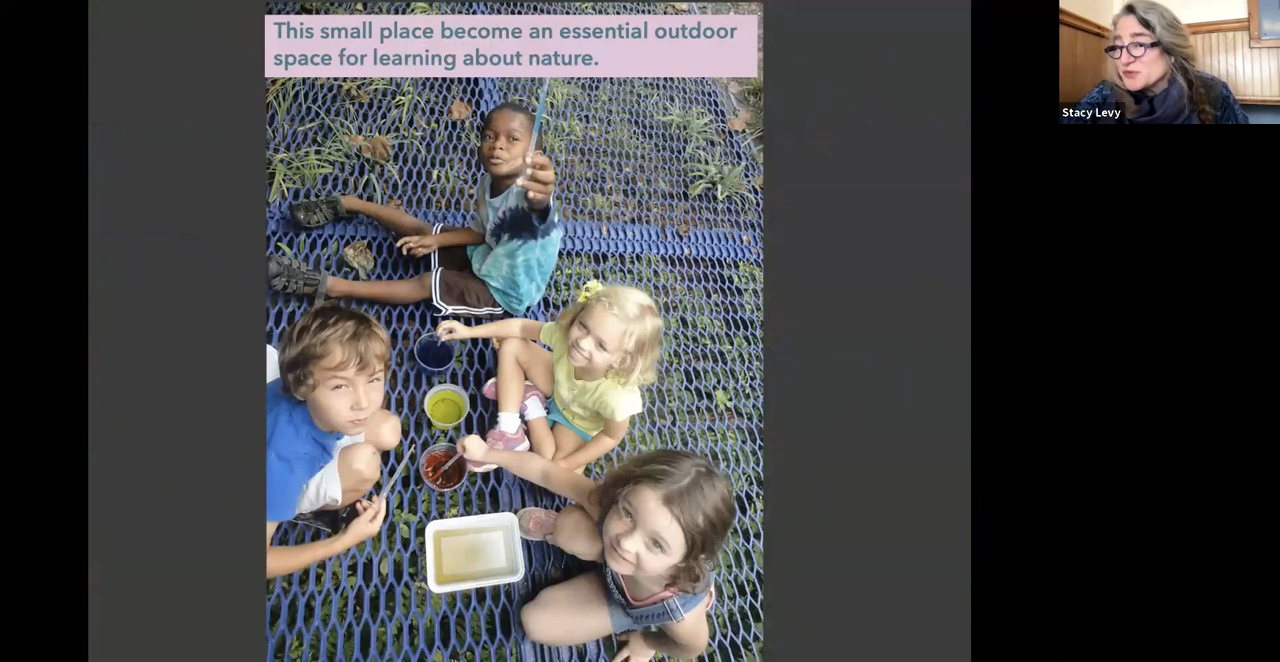 This small place become an essential outdoor
space for learning about nature.
Stacy Levy